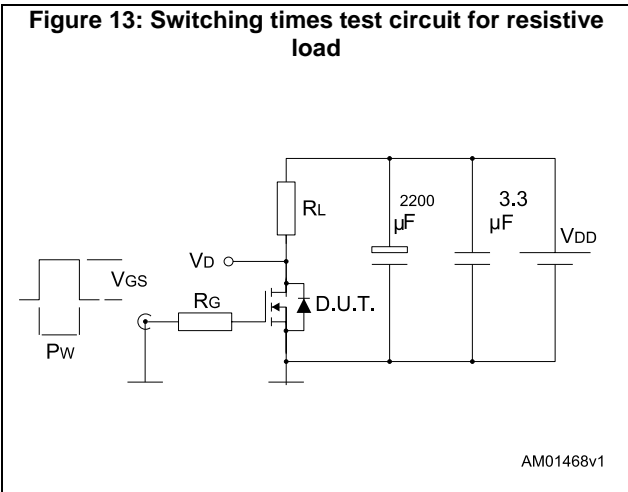 Figure 13: Switching times test circuit for resistive
load
2200
µF
3.3
µF
RL
VDD
VD
VGS
RG
D.U.T.
PW
AM01468v1